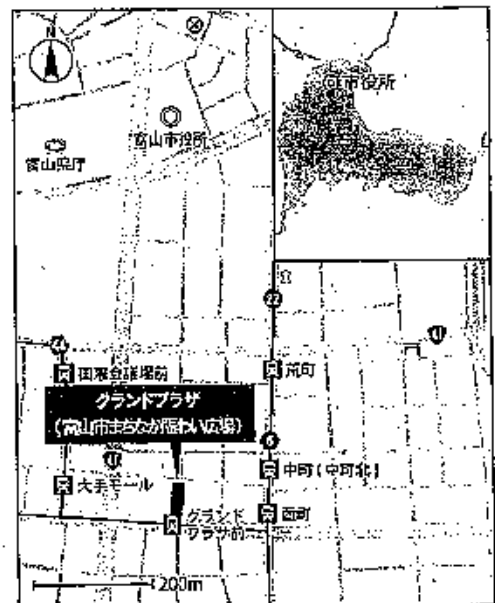 N
市役所
富山市役所
富山県庁
22
41
国際会議場前
荒町
グランドプラザ
(富山市まちなか賑わい広場)
6
大手モール
中町(中町北)
西町
グランド
プラザ前
200m